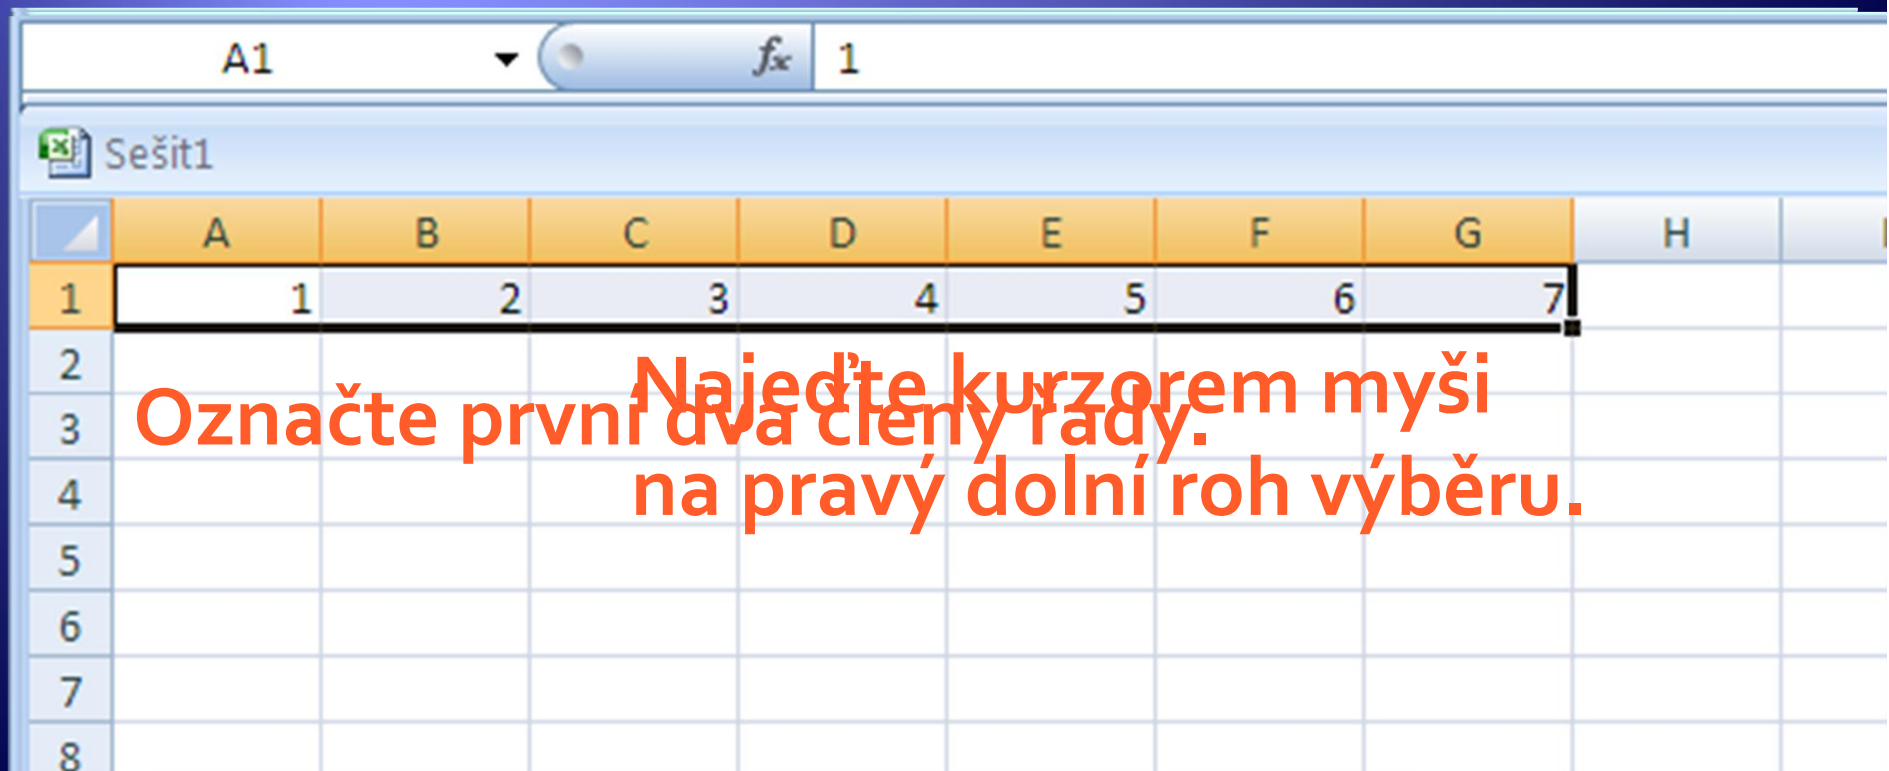 A1 fx 1
Sešit1
A B C D E F G H
1 1 2 3 4 5 6 7
2
3
4
5
6
7
8
Označte první dva členy řady.
Najeďte kurzorem myši
na pravý dolní roh výběru.